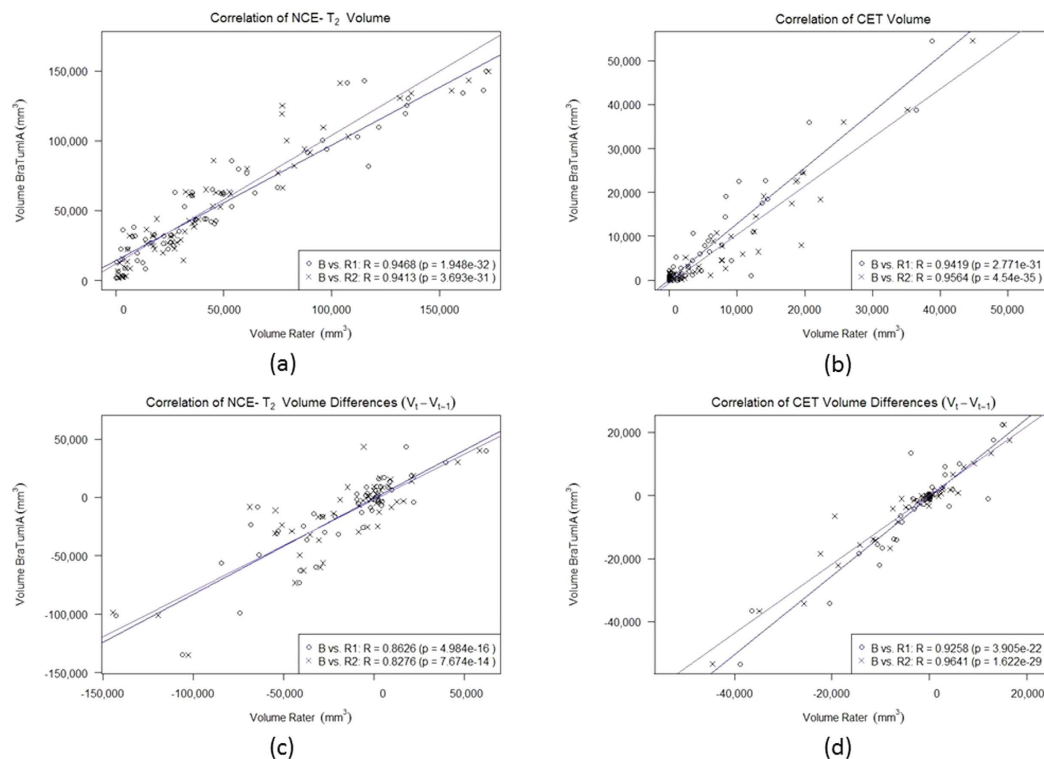 Correlation of NCE- T₂ Volume
Volume BraTumIA (mm³)
150,000
100,000
50,000
0
B vs. R1: R = 0.9468 (p = 1.948e-32 )
B vs. R2: R = 0.9413 (p = 3.693e-31 )
0 50,000 100,000 150,000
Volume Rater (mm³)
(a)
Correlation of CET Volume
Volume BraTumIA (mm³)
50,000
40,000
30,000
20,000
10,000
0
B vs. R1: R = 0.9419 (p = 2.771e-31
B vs. R2: R = 0.9564 (p = 4.54e-35 )
0 10,000 20,000 30,000 40,000 50,000
Volume Rater (mm³)
(b)
Correlation of NCE- T₂ Volume Differences (Vₜ − Vₜ₋₁)
Volume BraTumIA (mm³)
50,000
0
-50,000
-100,000
-150,000
B vs. R1: R = 0.8626 (p = 4.984e-16 )
B vs. R2: R = 0.8276 (p = 7.674e-14 )
-150,000 -100,000 -50,000 0 50,000
Volume Rater (mm³)
(c)
Correlation of CET Volume Differences (Vₜ − Vₜ₋₁)
Volume BraTumIA (mm³)
20,000
0
-20,000
-40,000
B vs. R1: R = 0.9258 (p = 3.905e-22
B vs. R2: R = 0.9641 (p = 1.622e-29
-40,000 -20,000 0 20,000
Volume Rater (mm³)
(d)